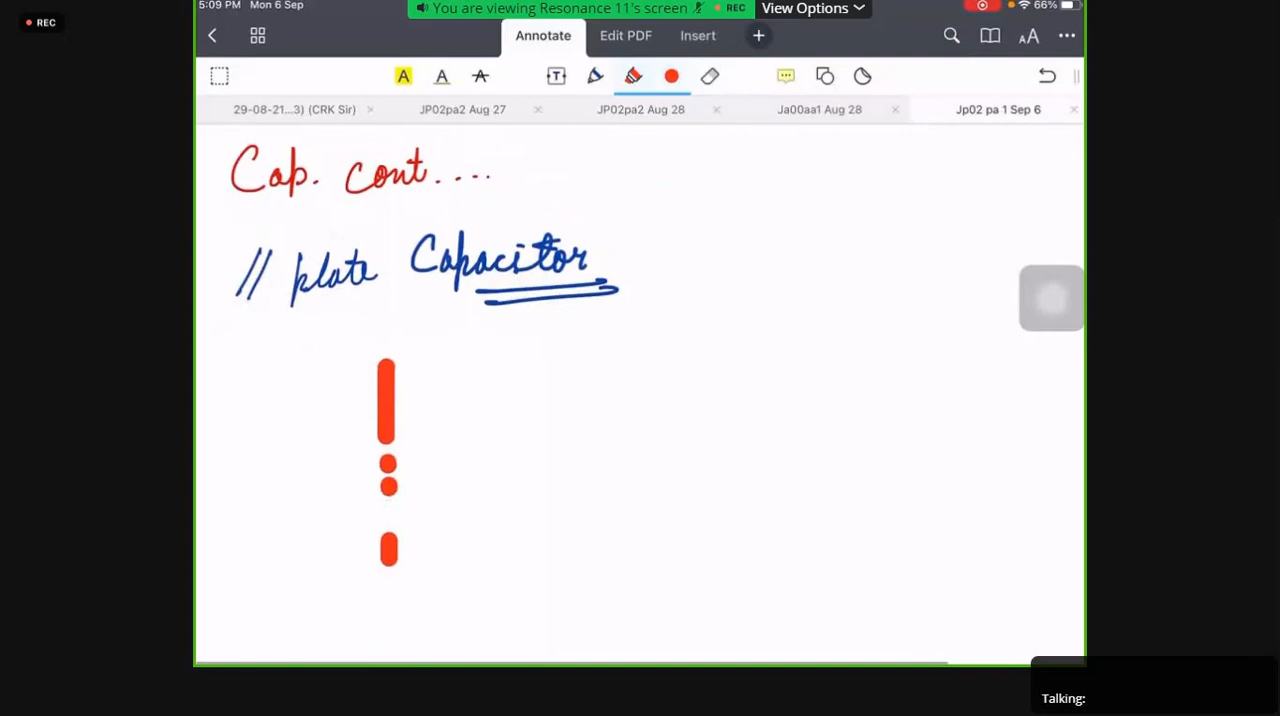 5:09 PM Mon 6 Sep
You are viewing Resonance 11's screen
REC
View Options
66%
REC
Annotate
Edit PDF
Insert
AA
A
A
A
T
29-08-21...3) (CRK Sir)
JP02pa2 Aug 27
JP02pa2 Aug 28
Ja00aa1 Aug 28
Jp02 pa 1 Sep 6
Cap. cont....
// plate Capacitor
Talking: